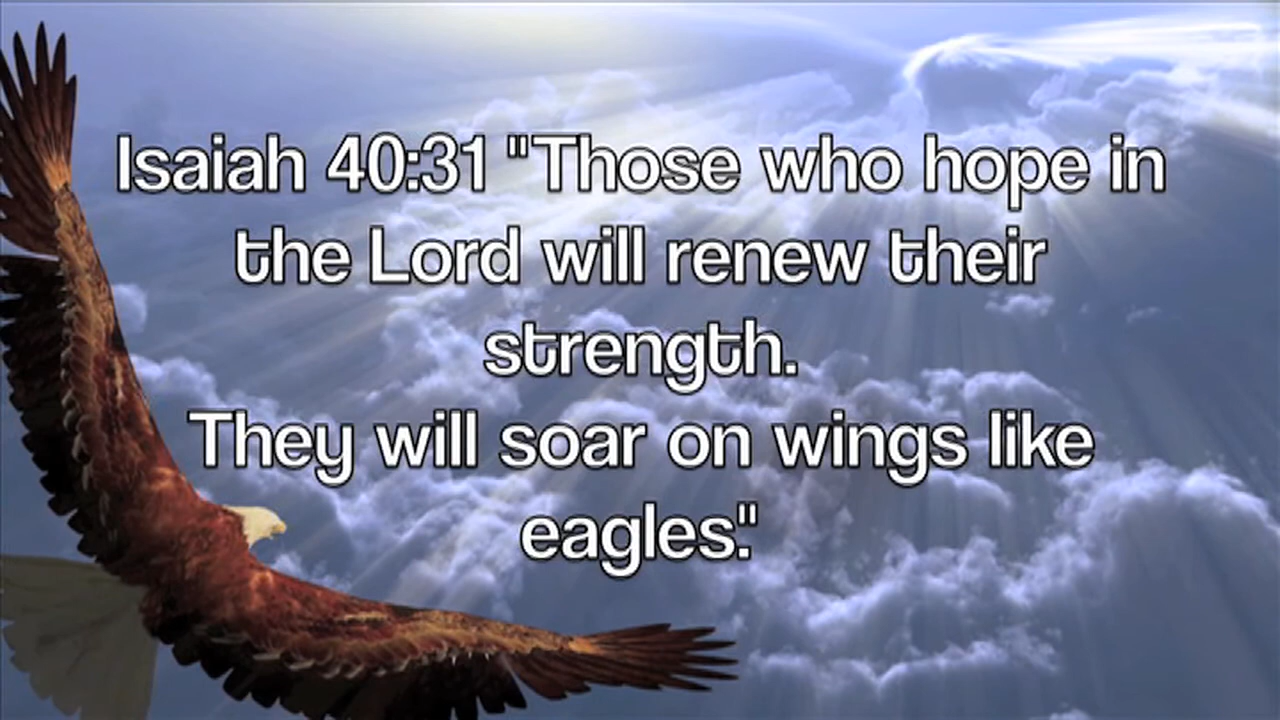 Isaiah 40:31 "Those who hope in
the Lord will renew their
strength.
They will soar on wings like
eagles."